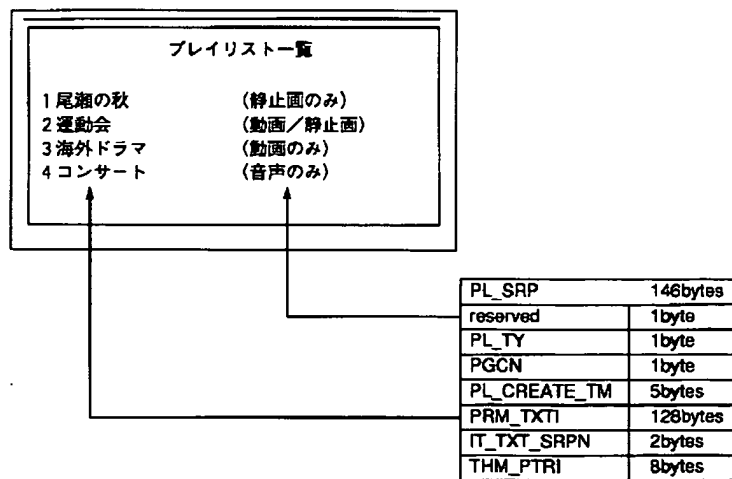 プレイリスト一覧
1 尾瀬の秋 (静止画のみ)
2 運動会 (動画/静止画)
3 海外ドラマ (動画のみ)
4 コンサート (音声のみ)
PL_SRP 146bytes
reserved 1byte
PL_TY 1byte
PGCN 1byte
PL_CREATE_TM 5bytes
PRM_TXTI 128bytes
IT_TXT_SRPN 2bytes
THM_PTRI 8bytes